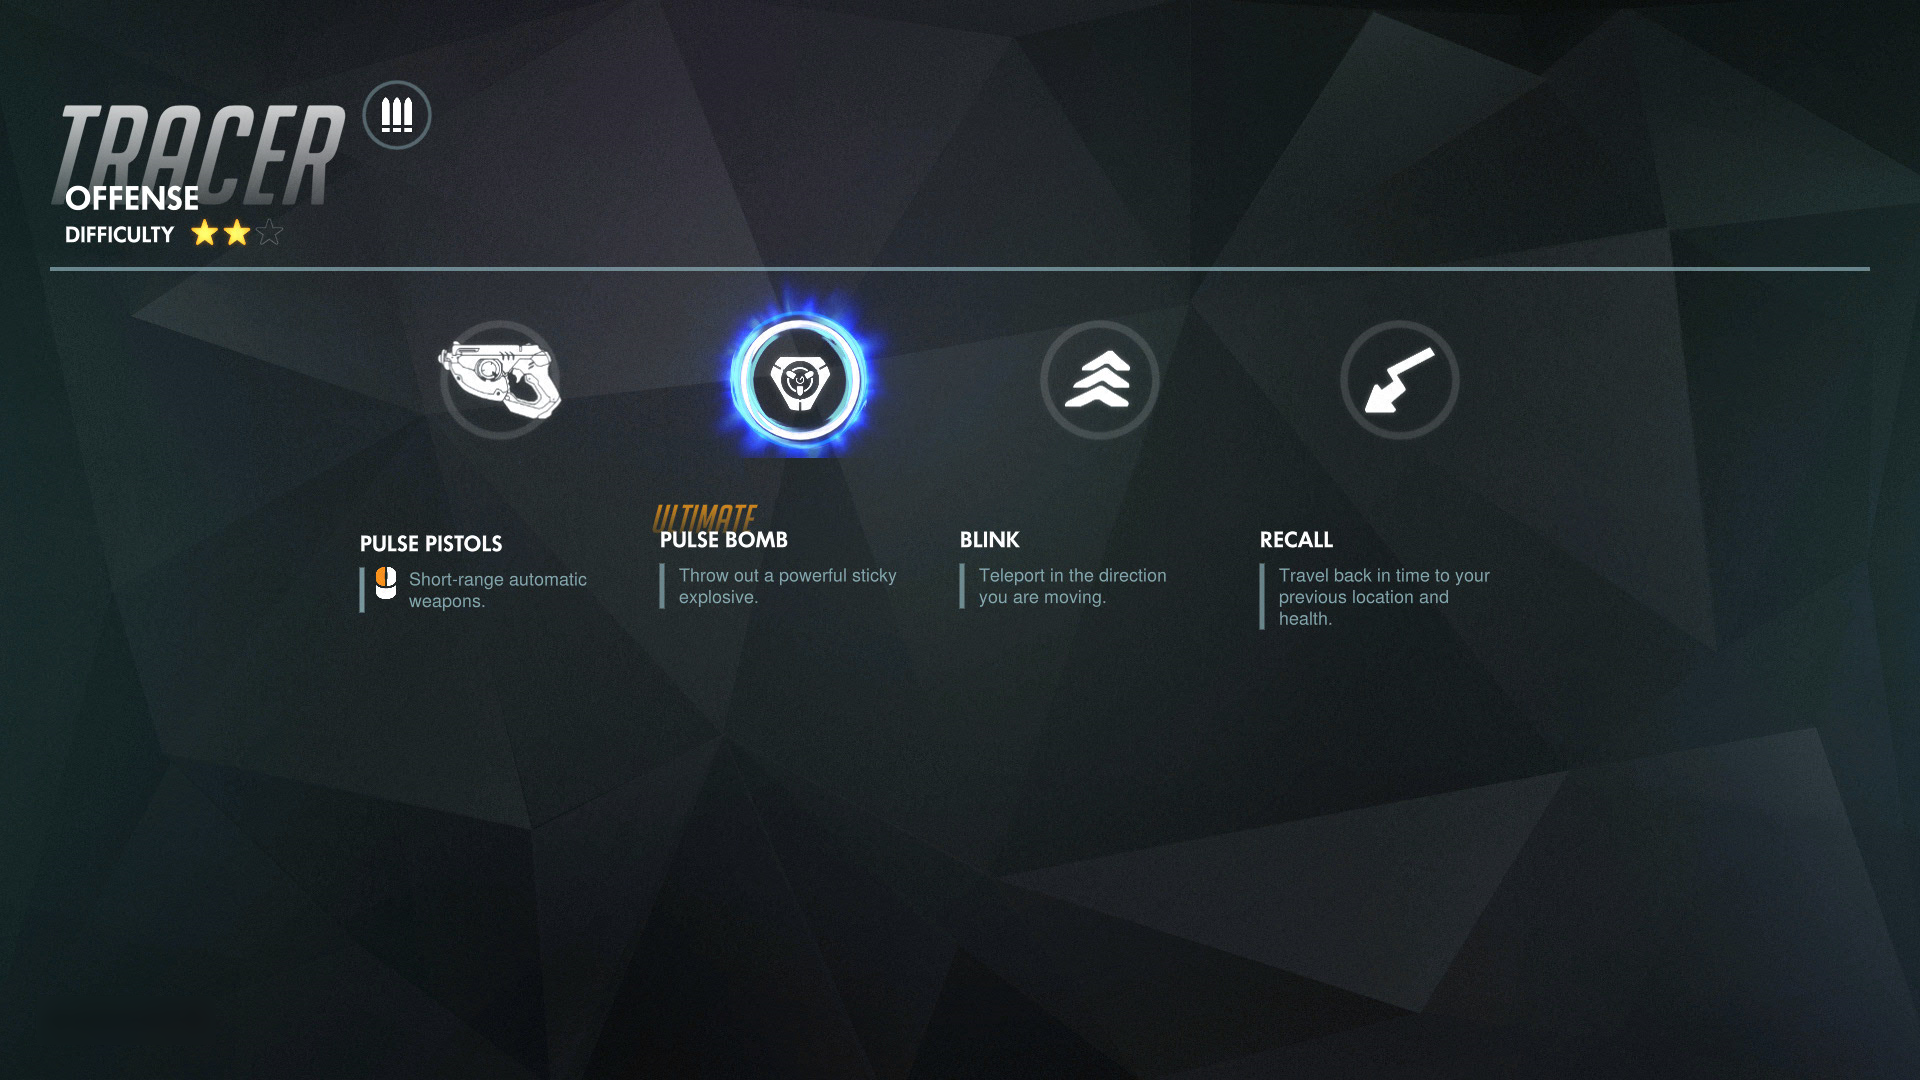 TRACER
OFFENSE
DIFFICULTY
PULSE PISTOLS
Short-range automatic
weapons.
ULTIMATE
PULSE BOMB
Throw out a powerful sticky
explosive.
BLINK
Teleport in the direction
you are moving.
RECALL
Travel back in time to your
previous location and
health.